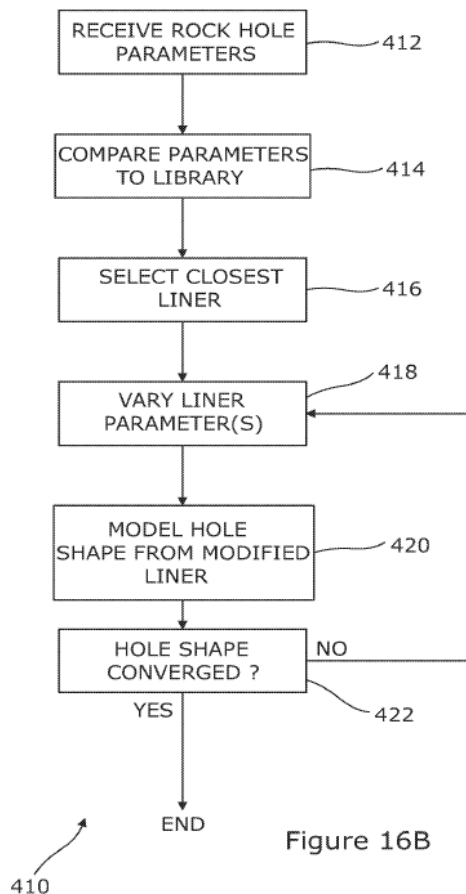 RECEIVE ROCK HOLE
PARAMETERS
412
COMPARE PARAMETERS
TO LIBRARY
414
SELECT CLOSEST
LINER
416
418
VARY LINER
PARAMETER(S)
MODEL HOLE
SHAPE FROM MODIFIED
LINER
420
HOLE SHAPE
CONVERGED ?
NO
422
YES
END
Figure 16B
410